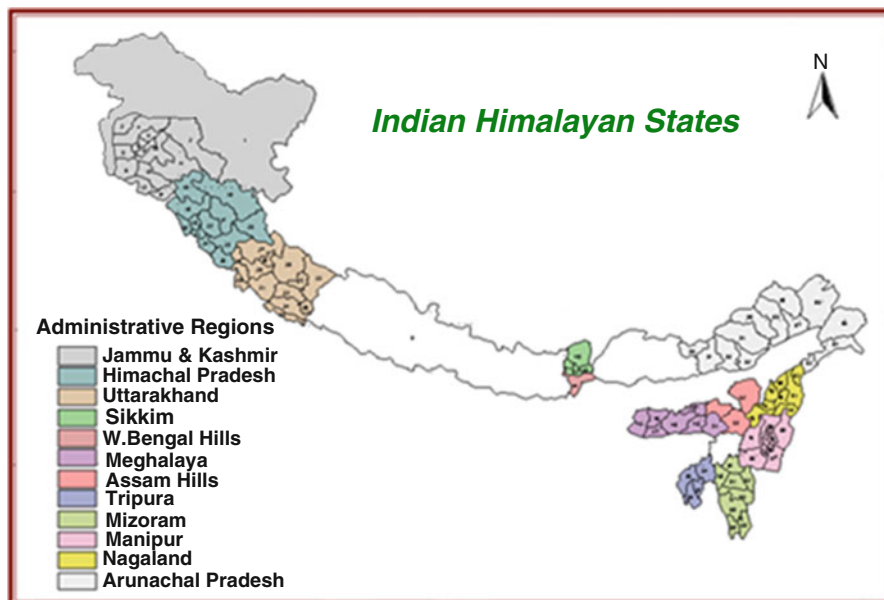 N
Indian Himalayan States
Administrative Regions
Jammu & Kashmir
Himachal Pradesh
Uttarakhand
Sikkim
W.Bengal Hills
Meghalaya
Assam Hills
Tripura
Mizoram
Manipur
Nagaland
Arunachal Pradesh